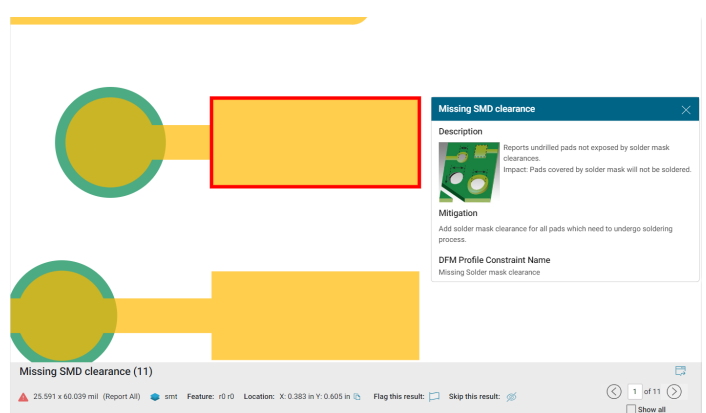 Missing SMD clearance
Description
Reports undrilled pads not exposed by solder mask
clearances.
Impact: Pads covered by solder mask will not be soldered.
Mitigation
Add solder mask clearance for all pads which need to undergo soldering
process.
DFM Profile Constraint Name
Missing Solder mask clearance
Missing SMD clearance (11)
25.591 x 60.039 mil (Report All) smt Feature: r0 r0 Location: X: 0.383 in Y: 0.605 in Flag this result: Skip this result: 1 of 11
Show all